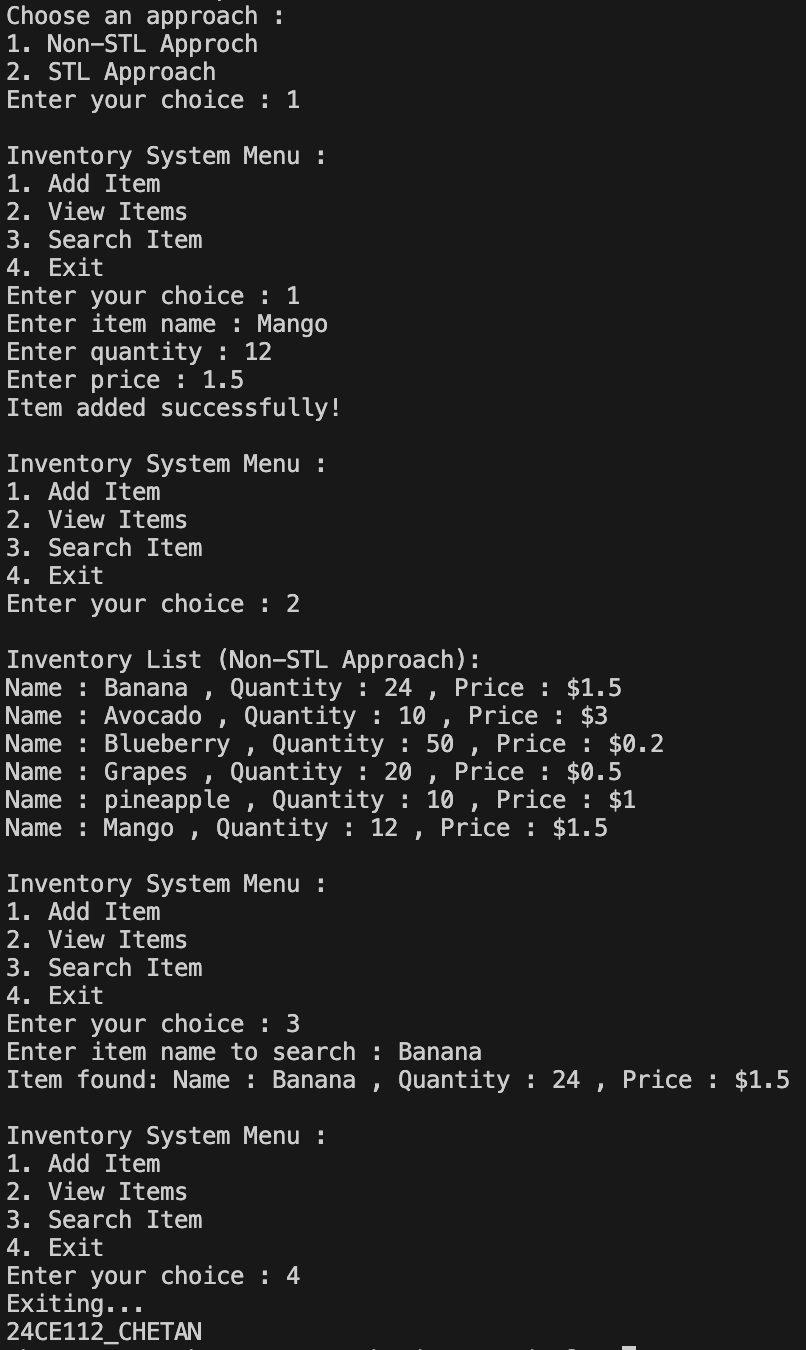 Choose an approach :
1. Non-STL Approch
2. STL Approach
Enter your choice : 1
Inventory System Menu :
1. Add Item
2. View Items
3. Search Item
4. Exit
Enter your choice : 1
Enter item name : Mango
Enter quantity : 12
Enter price : 1.5
Item added successfully!
Inventory System Menu :
1. Add Item
2. View Items
3. Search Item
4. Exit
Enter your choice : 2
Inventory List (Non-STL Approach):
Name : Banana , Quantity : 24 , Price : $1.5
Name : Avocado , Quantity : 10 , Price : $3
Name : Blueberry , Quantity : 50 , Price : $0.2
Name : Grapes , Quantity : 20 , Price : $0.5
Name : pineapple , Quantity : 10 , Price : $1
Name : Mango , Quantity : 12 , Price : $1.5
Inventory System Menu :
1. Add Item
2. View Items
3. Search Item
4. Exit
Enter your choice : 3
Enter item name to search : Banana
Item found: Name : Banana , Quantity : 24 , Price : $1.5
Inventory System Menu :
1. Add Item
2. View Items
3. Search Item
4. Exit
Enter your choice : 4
Exiting...
24CE112_CHETAN